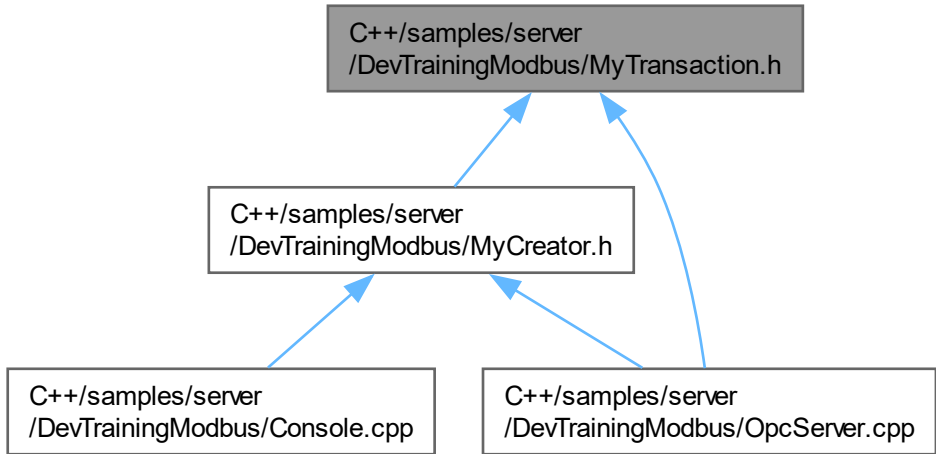 C++/samples/server
/DevTrainingModbus/MyTransaction.h
C++/samples/server
/DevTrainingModbus/MyCreator.h
C++/samples/server
/DevTrainingModbus/Console.cpp
C++/samples/server
/DevTrainingModbus/OpcServer.cpp